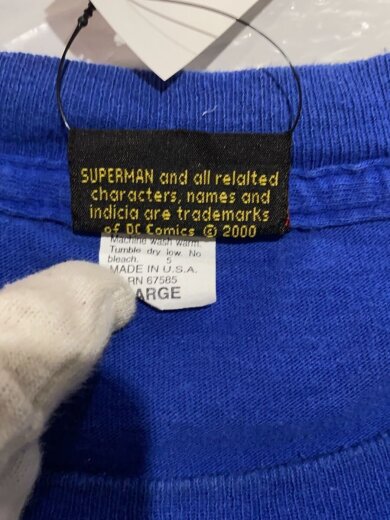 SUPERMAN and all relalted
characters, names and
indicia are trademarks
of DC Comics © 2000
Machine wash warm.
Tumble dry low. No
bleach. 5
MADE IN U.S.A.
RN 67585
ARGE